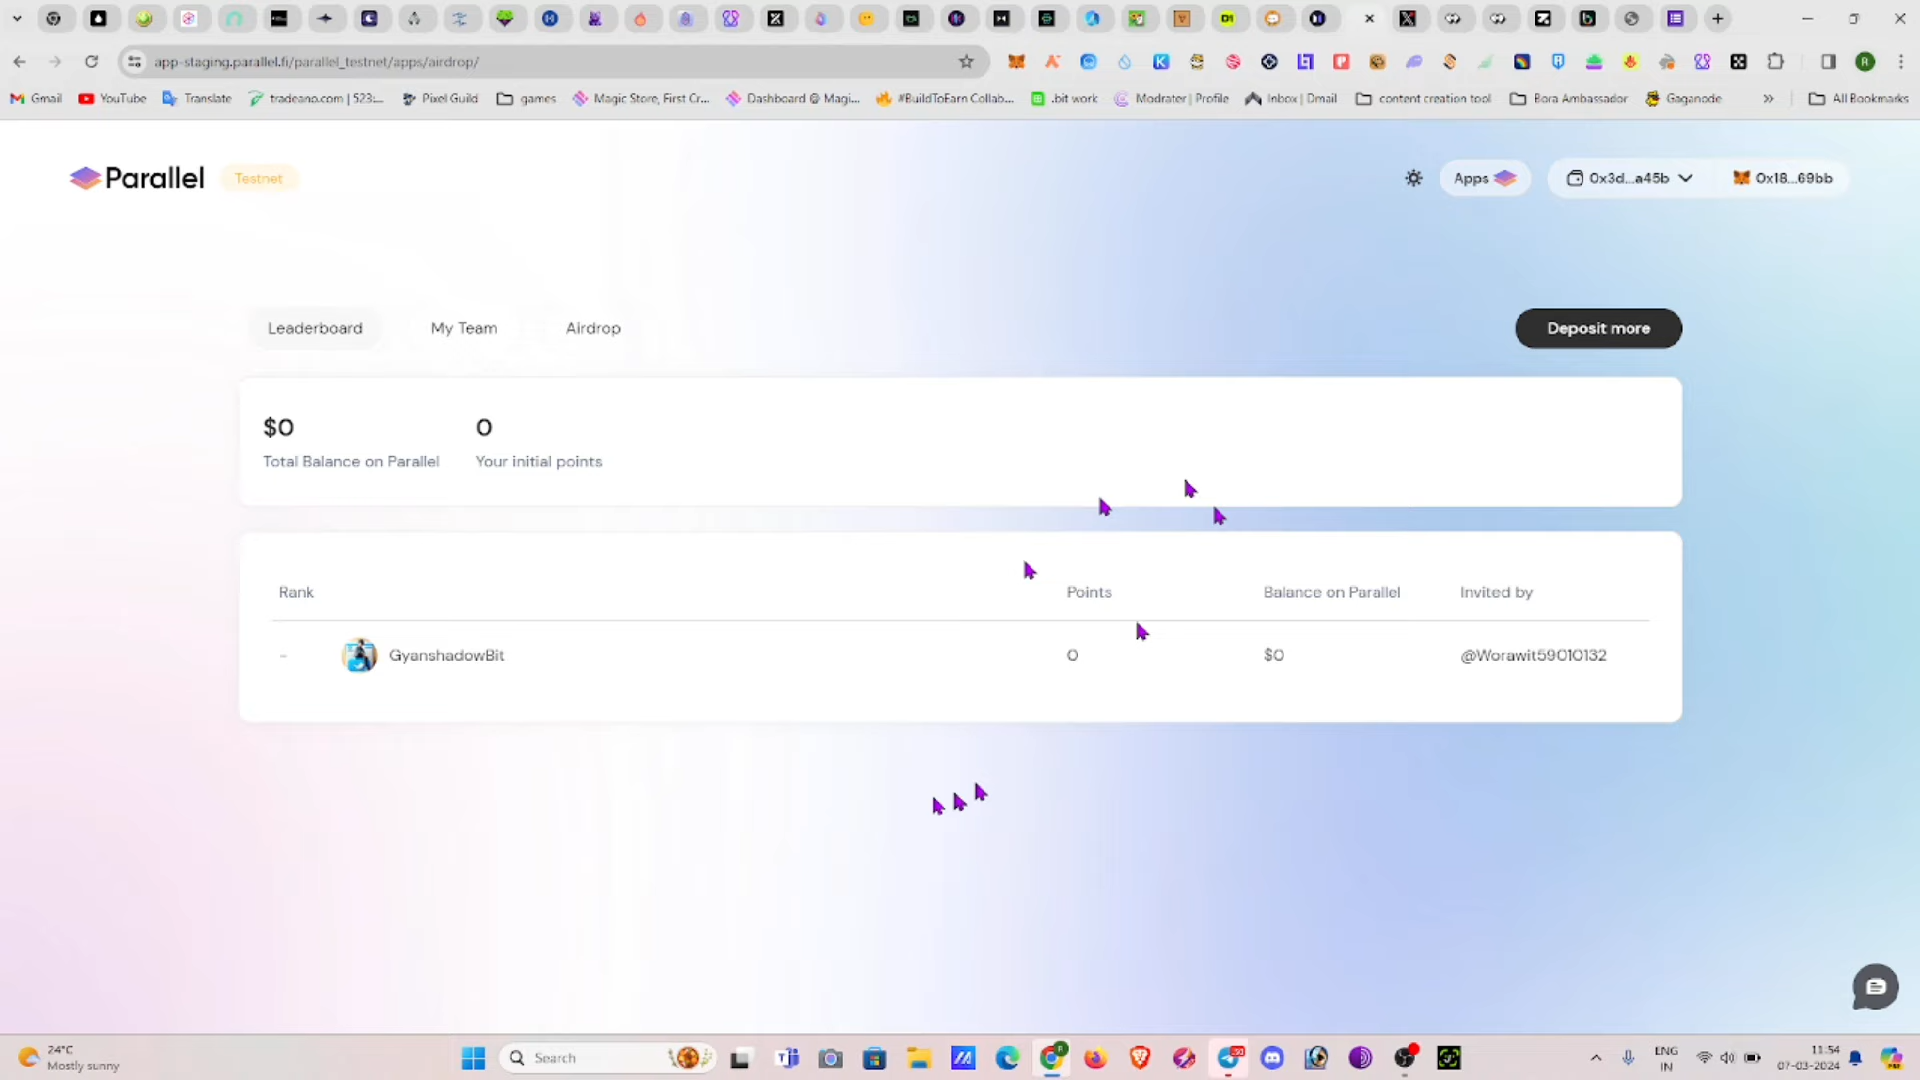 app-staging.parallel.fi/parallel_testnet/apps/airdrop/
Gmail YouTube Translate tradeano.com | 523:... Pixel Guild games Magic Store, First Cr... Dashboard @ Magi... #BuildToEarn Collab... .bit work Modrater | Profile Inbox | Dmail content creation tool Bora Ambassador Gaganode » All Bookmarks
Parallel Testnet Apps 0x3d...a45b 0x18...69bb
Leaderboard My Team Airdrop Deposit more
$0 0
Total Balance on Parallel Your initial points
Rank Points Balance on Parallel Invited by
- GyanshadowBit 0 $0 @Worawit59010132
24°C
Mostly sunny
Search
ENG
IN
11:54
07-03-2024